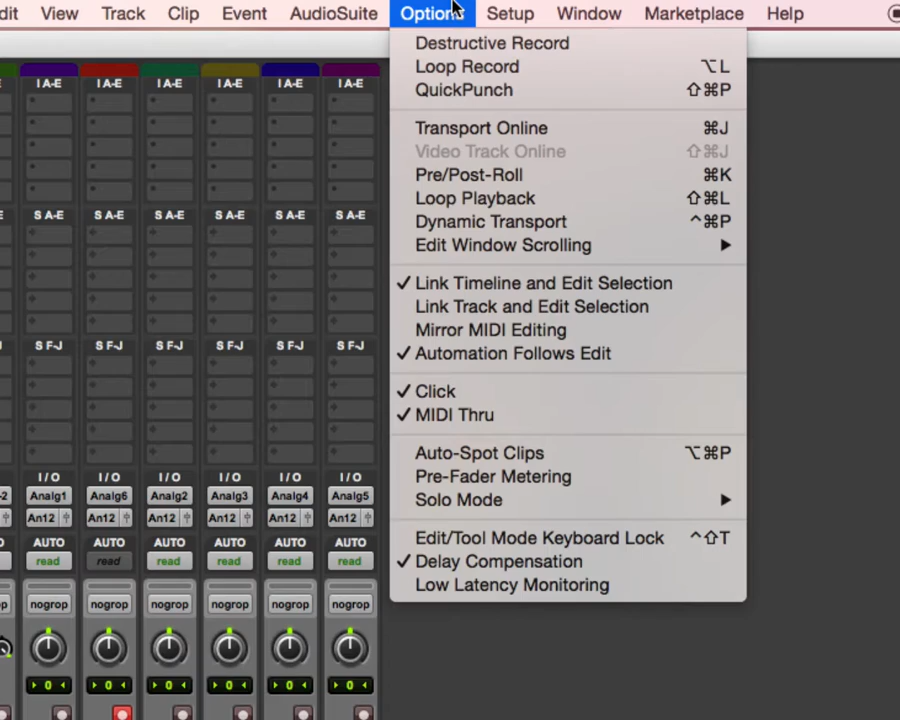 dit View Track Clip Event AudioSuite Options Setup Window Marketplace Help
Destructive Record
Loop Record ⌥L
QuickPunch ⇧⌘P
Transport Online ⌘J
Video Track Online ⇧⌘J
Pre/Post-Roll ⌘K
Loop Playback ⇧⌘L
Dynamic Transport ^⌘P
Edit Window Scrolling
Link Timeline and Edit Selection
Link Track and Edit Selection
Mirror MIDI Editing
Automation Follows Edit
Click
MIDI Thru
Auto-Spot Clips ⌥⌘P
Pre-Fader Metering
Solo Mode
Edit/Tool Mode Keyboard Lock ^⇧T
Delay Compensation
Low Latency Monitoring
I A-E I A-E I A-E I A-E I A-E I A-E
S A-E S A-E S A-E S A-E S A-E S A-E
S F-J S F-J S F-J S F-J S F-J S F-J
I/O I/O I/O I/O I/O I/O
-2 Analg1 Analg6 Analg2 Analg3 Analg4 Analg5
An12 An12 An12 An12 An12 An12
AUTO AUTO AUTO AUTO AUTO AUTO
read read read read read read
op nogrop nogrop nogrop nogrop nogrop nogrop
0 0 0 0 0 0